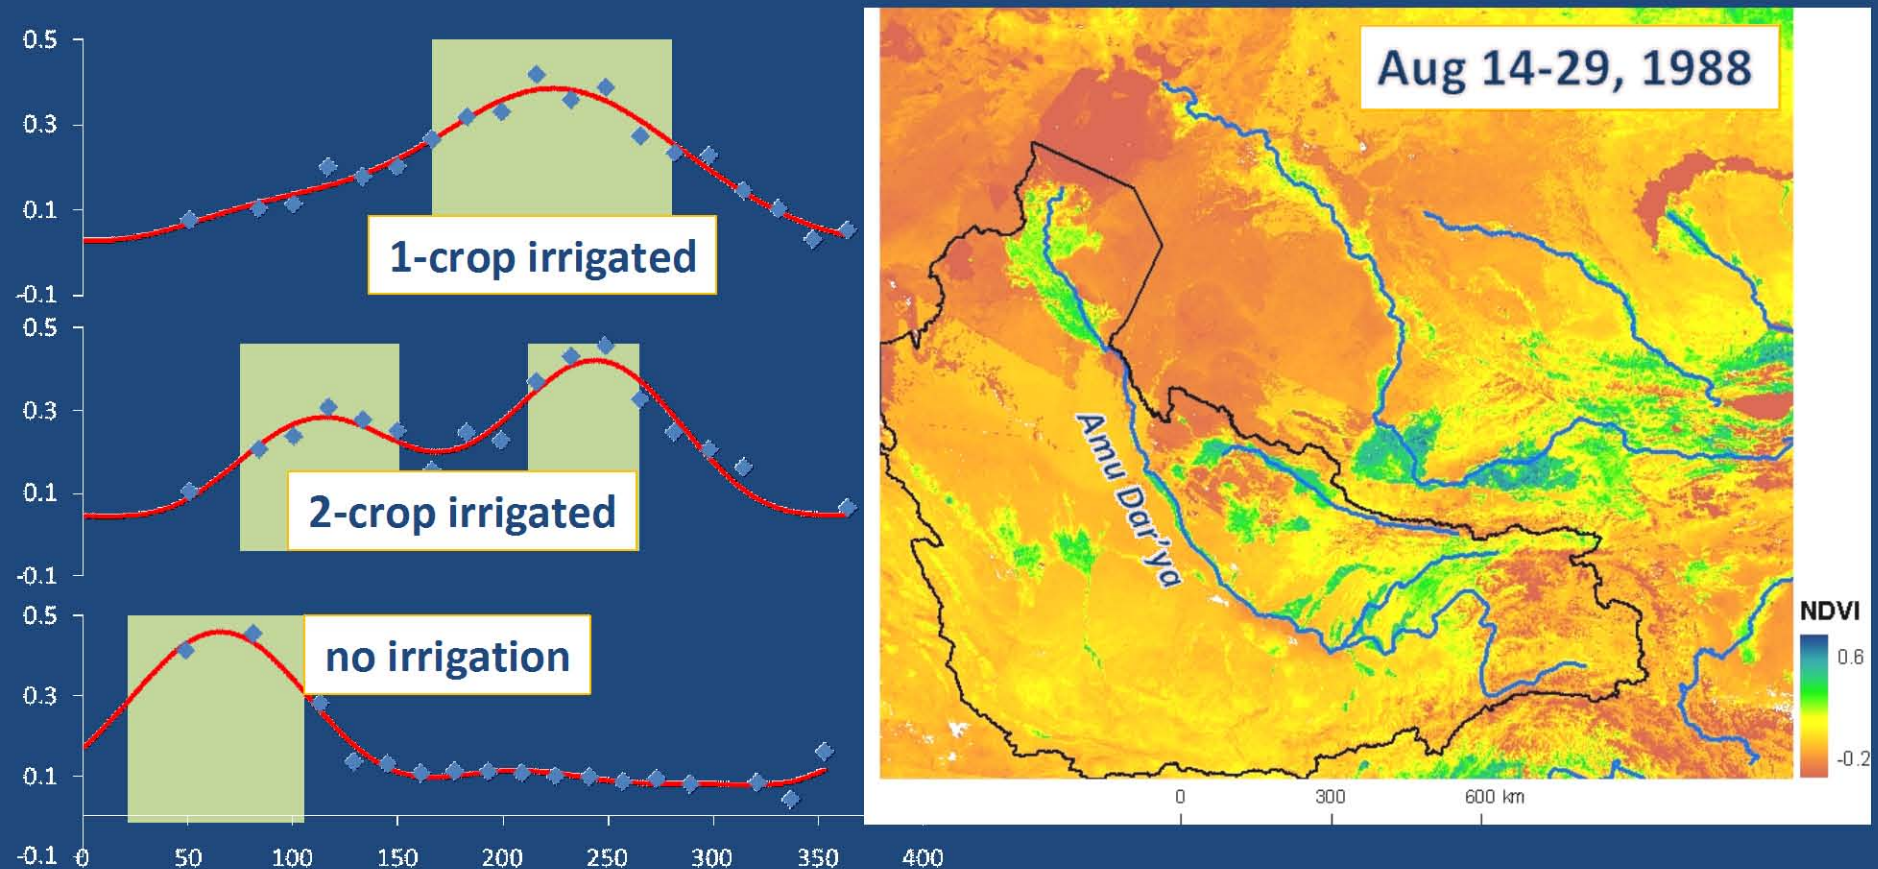 0.5
0.3
0.1
-0.1
1-crop irrigated
0.5
0.3
0.1
-0.1
2-crop irrigated
0.5
0.3
0.1
-0.1
no irrigation
0 50 100 150 200 250 300 350 400
Aug 14-29, 1988
Amu Dar'ya
NDVI
0.6
-0.2
0 300 600 km